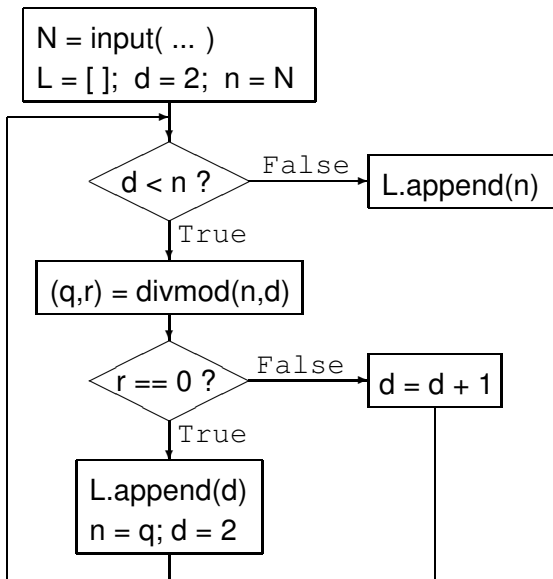 N = input( ... )
L = [ ]; d = 2; n = N
d < n ?
False
L.append(n)
True
(q,r) = divmod(n,d)
r == 0 ?
False
d = d + 1
True
L.append(d)
n = q; d = 2